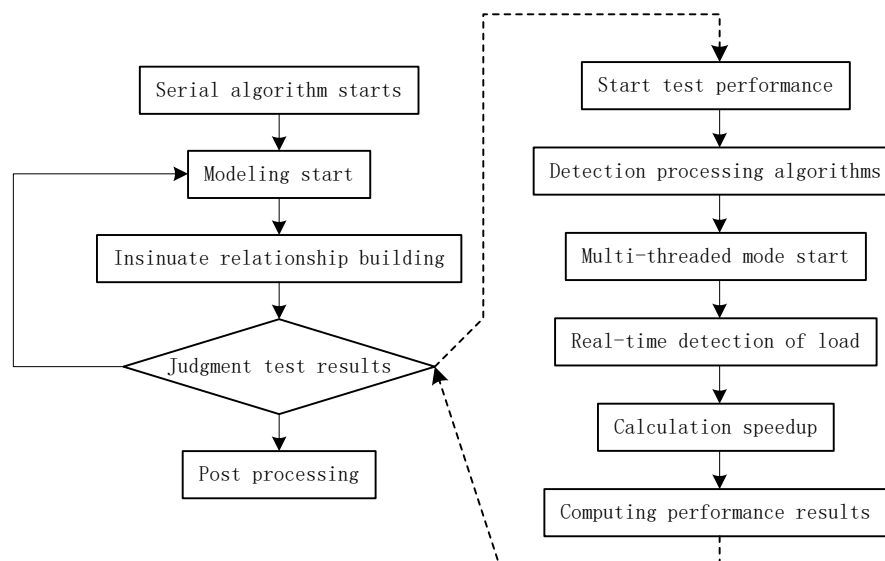 Serial algorithm starts
Modeling start
Insinuate relationship building
Judgment test results
Post processing
Start test performance
Detection processing algorithms
Multi-threaded mode start
Real-time detection of load
Calculation speedup
Computing performance results